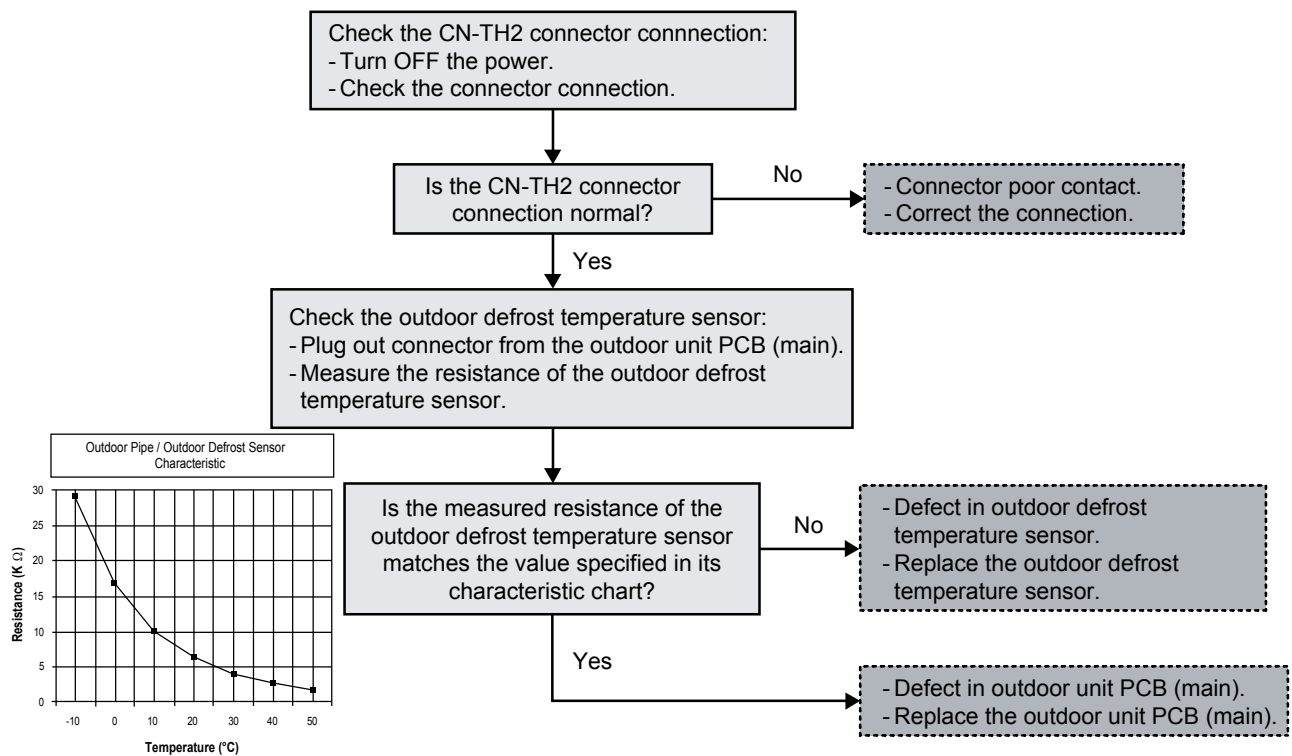 Check the CN-TH2 connector connnection:
- Turn OFF the power.
- Check the connector connection.
Is the CN-TH2 connector
connection normal?
No
- Connector poor contact.
- Correct the connection.
Yes
Check the outdoor defrost temperature sensor:
- Plug out connector from the outdoor unit PCB (main).
- Measure the resistance of the outdoor defrost
temperature sensor.
Outdoor Pipe / Outdoor Defrost Sensor
Characteristic
30
25
20
15
10
5
0
Resistance (K Ω)
-10 0 10 20 30 40 50
Temperature (°C)
Is the measured resistance of the
outdoor defrost temperature sensor
matches the value specified in its
characteristic chart?
No
- Defect in outdoor defrost
temperature sensor.
- Replace the outdoor defrost
temperature sensor.
Yes
- Defect in outdoor unit PCB (main).
- Replace the outdoor unit PCB (main).